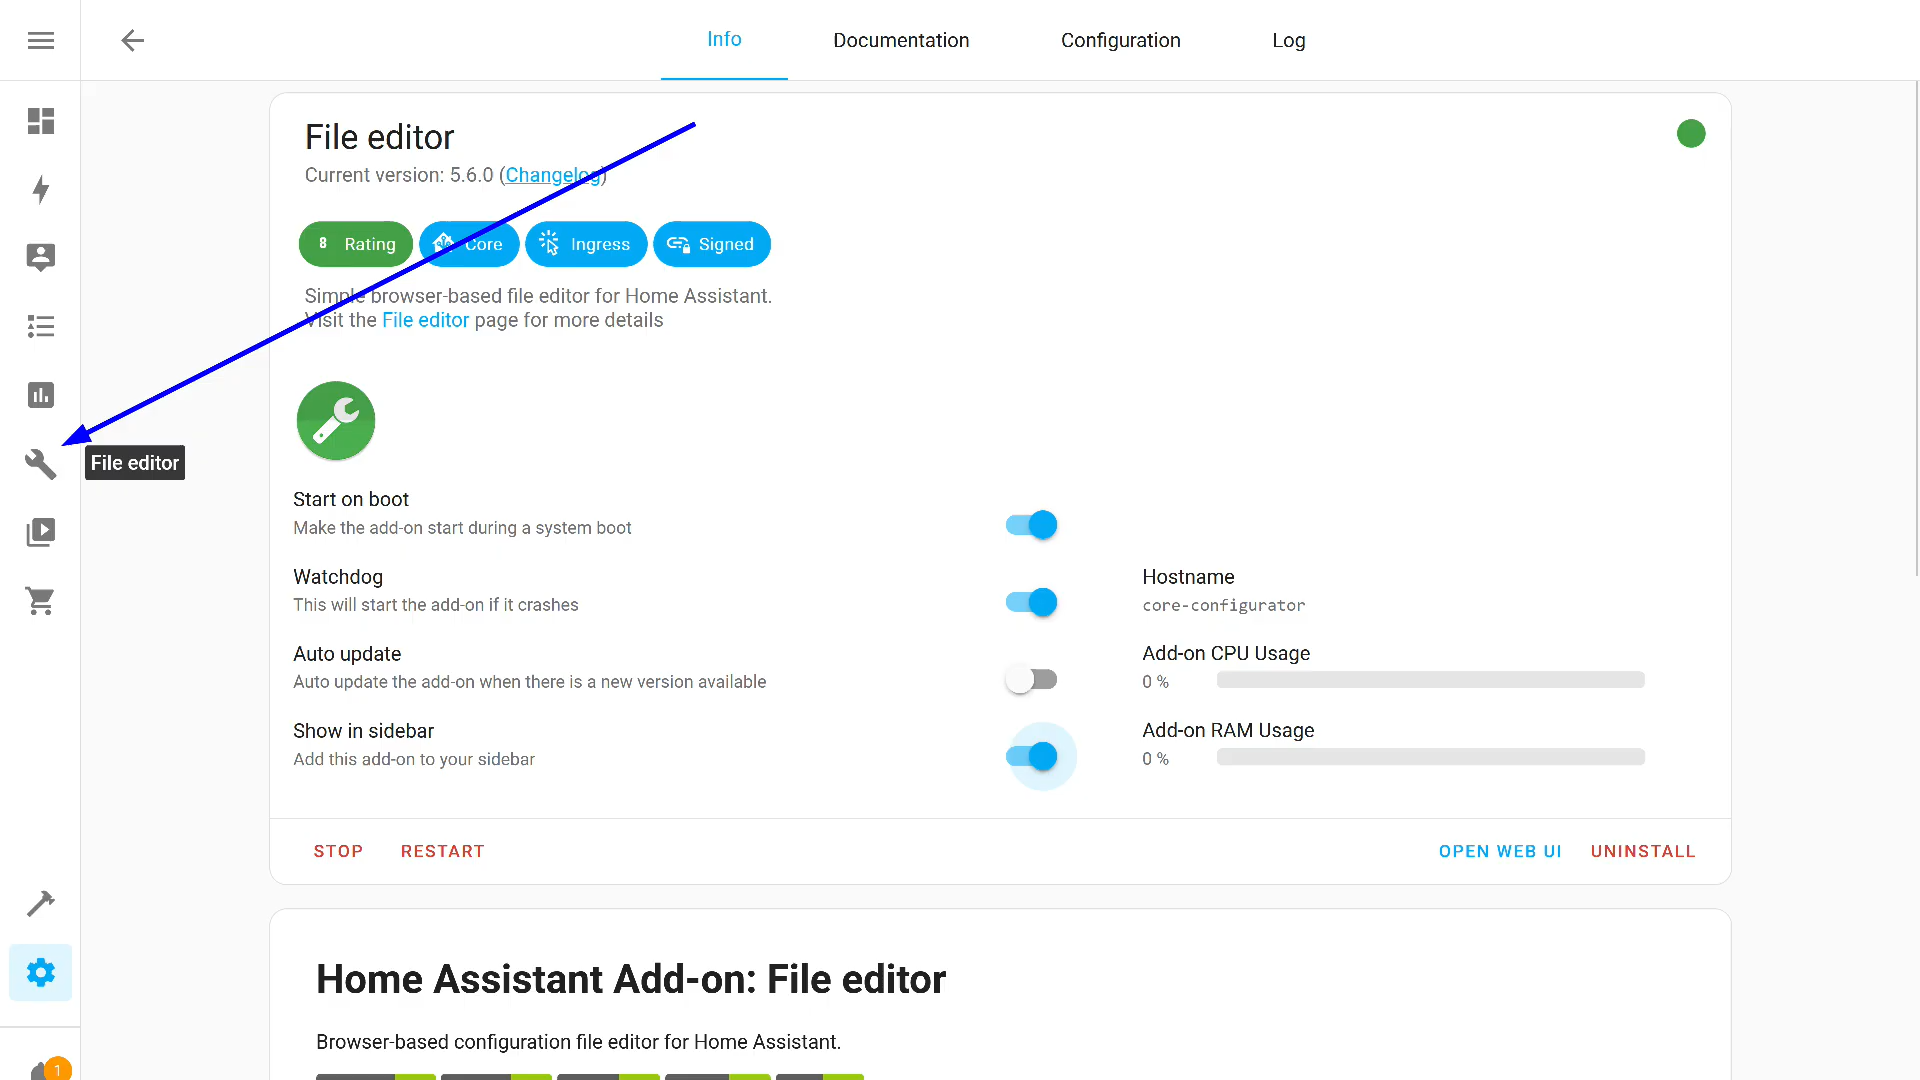 Info
Documentation
Configuration
Log
File editor
Current version: 5.6.0 (Changelog)
8 Rating
Core
Ingress
Signed
Simple browser-based file editor for Home Assistant.
Visit the File editor page for more details
File editor
Start on boot
Make the add-on start during a system boot
Watchdog
This will start the add-on if it crashes
Hostname
core-configurator
Auto update
Auto update the add-on when there is a new version available
Add-on CPU Usage
0 %
Show in sidebar
Add this add-on to your sidebar
Add-on RAM Usage
0 %
STOP
RESTART
OPEN WEB UI
UNINSTALL
Home Assistant Add-on: File editor
Browser-based configuration file editor for Home Assistant.
1